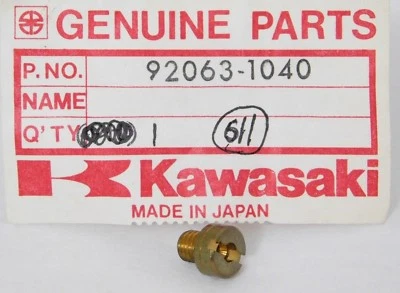 GENUINE PARTS
P.NO. 92063-1040
NAME
Q'TY 1 611
Kawasaki
MADE IN JAPAN